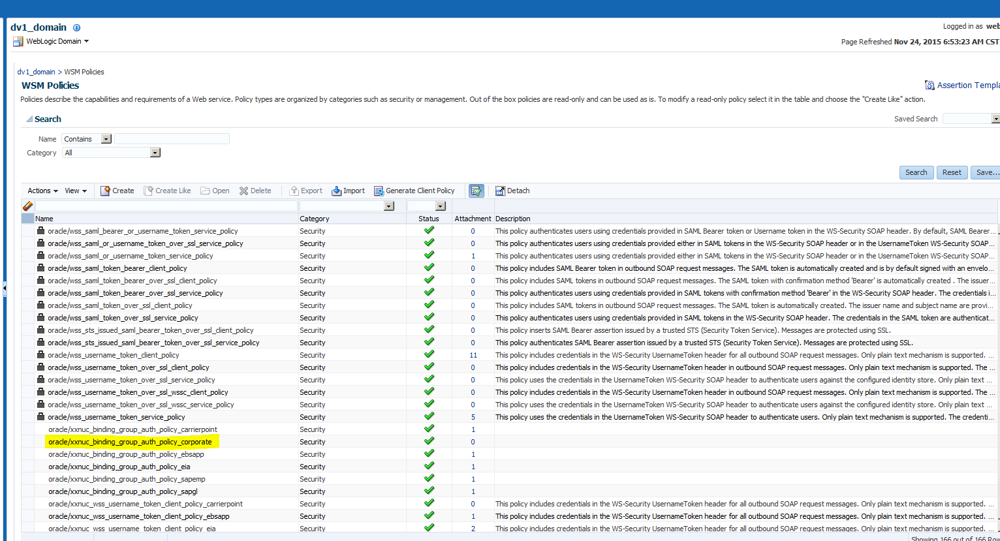 dv1_domain
Logged in as web
WebLogic Domain
Page Refreshed Nov 24, 2015 6:53:23 AM CST
dv1_domain > WSM Policies
WSM Policies
Assertion Templa
Policies describe the capabilities and requirements of a Web service. Policy types are organized by categories such as security or management. Out of the box policies are read-only and can be used as is. To modify a read-only policy select it in the table and choose the "Create Like" action.
Search
Saved Search
Name Contains
Category All
Search Reset Save...
Actions View Create Create Like Open Delete Export Import Generate Client Policy Detach
Name Category Status Attachment Description
oracle/wss_saml_bearer_or_username_token_service_policy Security 0 This policy authenticates users using credentials provided in SAML Bearer token or Username token in the WS-Security SOAP header. By default, SAML Bearer...
oracle/wss_saml_or_username_token_over_ssl_service_policy Security 0 This policy authenticates users using credentials provided either in SAML tokens in the WS-Security SOAP header or in the UsernameToken WS-Security SOAP...
oracle/wss_saml_or_username_token_service_policy Security 1 This policy authenticates users using credentials provided either in SAML tokens in the WS-Security SOAP header or in the UsernameToken WS-Security SOAP...
oracle/wss_saml_token_bearer_client_policy Security 0 This policy includes SAML Bearer token in outbound SOAP request messages. The SAML token is automatically created and is by default signed with an envelo...
oracle/wss_saml_token_bearer_over_ssl_client_policy Security 0 This policy includes SAML tokens in outbound SOAP request messages. The SAML token with confirmation method 'Bearer' is automatically created . The issuer ...
oracle/wss_saml_token_bearer_over_ssl_service_policy Security 0 This policy authenticates users using credentials provided in SAML tokens with confirmation method 'Bearer' in the WS-Security SOAP header. The credentials i...
oracle/wss_saml_token_over_ssl_client_policy Security 0 This policy includes SAML tokens in outbound SOAP request messages. The SAML token is automatically created. The issuer name and subject name are provi...
oracle/wss_saml_token_over_ssl_service_policy Security 0 This policy authenticates users using credentials provided in SAML tokens in the WS-Security SOAP header. The credentials in the SAML token are authenticat...
oracle/wss_sts_issued_saml_bearer_token_over_ssl_client_policy Security 0 This policy inserts SAML Bearer assertion issued by a trusted STS (Security Token Service). Messages are protected using SSL.
oracle/wss_sts_issued_saml_bearer_token_over_ssl_service_policy Security 0 This policy authenticates SAML Bearer assertion issued by a trusted STS (Security Token Service). Messages are protected using SSL.
oracle/wss_username_token_client_policy Security 11 This policy includes credentials in the WS-Security UsernameToken header for all outbound SOAP request messages. Only plain text mechanism is supported. ...
oracle/wss_username_token_over_ssl_client_policy Security 0 This policy includes credentials in the WS-Security UsernameToken header in outbound SOAP request messages. Only plain text mechanism is supported. The ...
oracle/wss_username_token_over_ssl_service_policy Security 0 This policy uses the credentials in the UsernameToken WS-Security SOAP header to authenticate users against the configured identity store. Only plain text ...
oracle/wss_username_token_over_ssl_wssc_client_policy Security 0 This policy includes credentials in the WS-Security UsernameToken header in outbound SOAP request messages. Only plain text mechanism is supported. The ...
oracle/wss_username_token_over_ssl_wssc_service_policy Security 0 This policy uses the credentials in the UsernameToken WS-Security SOAP header to authenticate users against the configured identity store. Only plain text ...
oracle/wss_username_token_service_policy Security 5 This policy uses the credentials in the UsernameToken WS-Security SOAP header to authenticate users. Only plain text mechanism is supported. The credenti...
oracle/xxnuc_binding_group_auth_policy_carrierpoint Security 1
oracle/xxnuc_binding_group_auth_policy_corporate Security 0
oracle/xxnuc_binding_group_auth_policy_ebsapp Security 1
oracle/xxnuc_binding_group_auth_policy_eia Security 1
oracle/xxnuc_binding_group_auth_policy_sapemp Security 1
oracle/xxnuc_binding_group_auth_policy_sapgl Security 1
oracle/xxnuc_wss_username_token_client_policy_carrierpoint Security 0 This policy includes credentials in the WS-Security UsernameToken header for all outbound SOAP request messages. Only plain text mechanism is supported. ...
oracle/xxnuc_wss_username_token_client_policy_ebsapp Security 1 This policy includes credentials in the WS-Security UsernameToken header for all outbound SOAP request messages. Only plain text mechanism is supported. ...
oracle/xxnuc_wss_username_token_client_policy_eia Security 2 This policy includes credentials in the WS-Security UsernameToken header for all outbound SOAP request messages. Only plain text mechanism is supported. ...
Showing 166 out of 166 Row